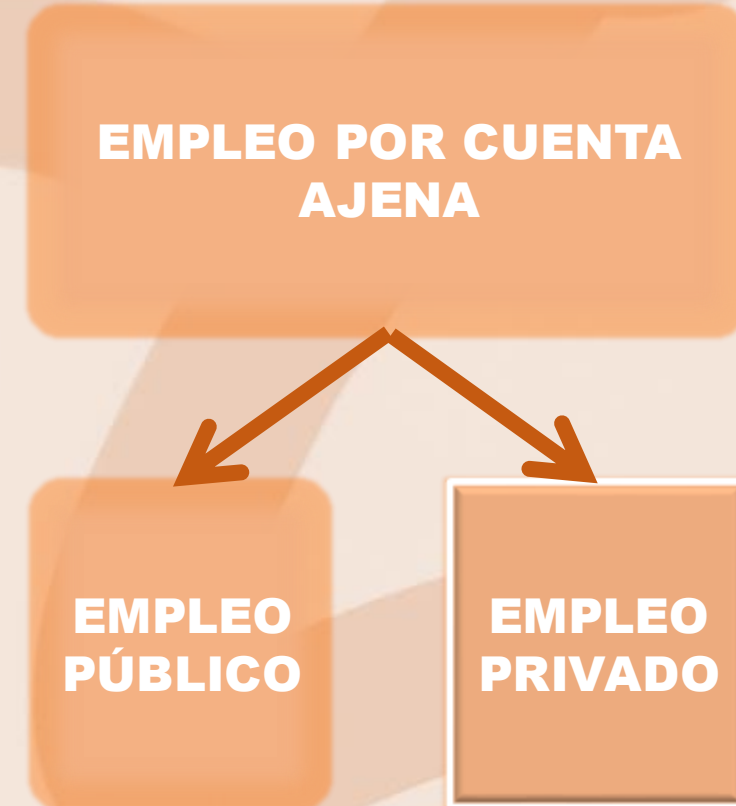 EMPLEO POR CUENTA
AJENA
EMPLEO
PÚBLICO
EMPLEO
PRIVADO